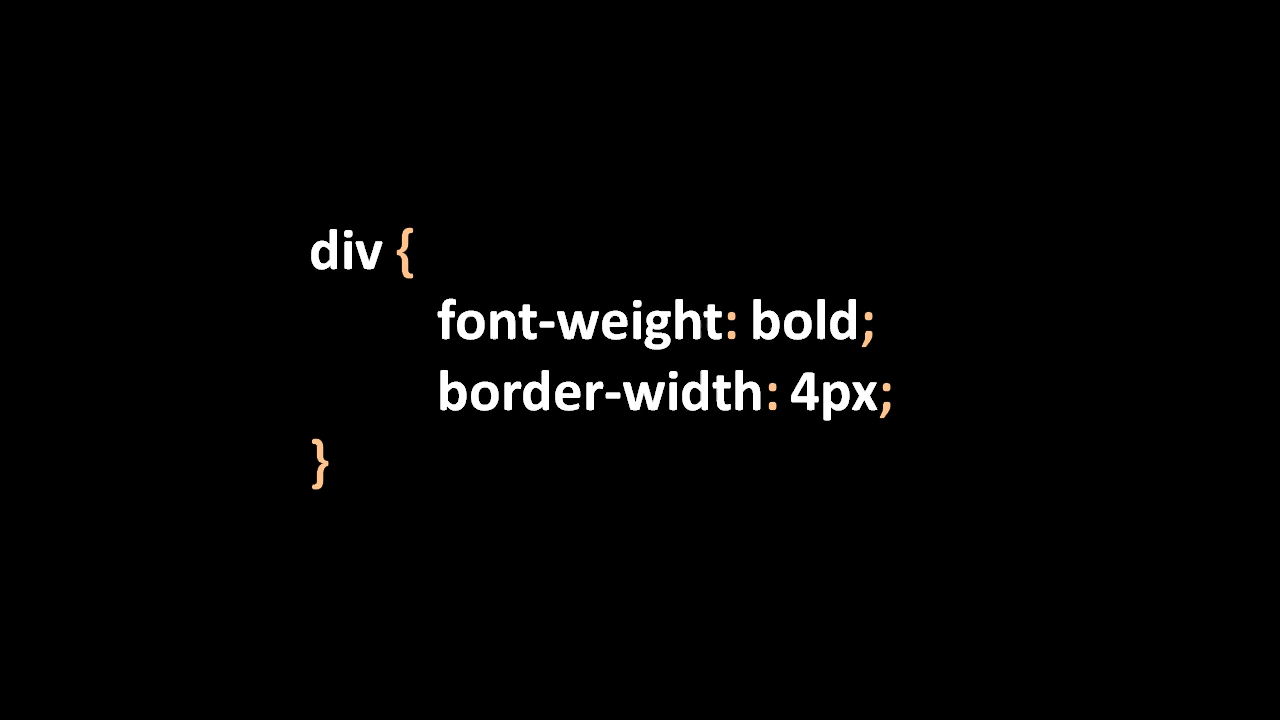 div {
font-weight: bold;
border-width: 4px;
}